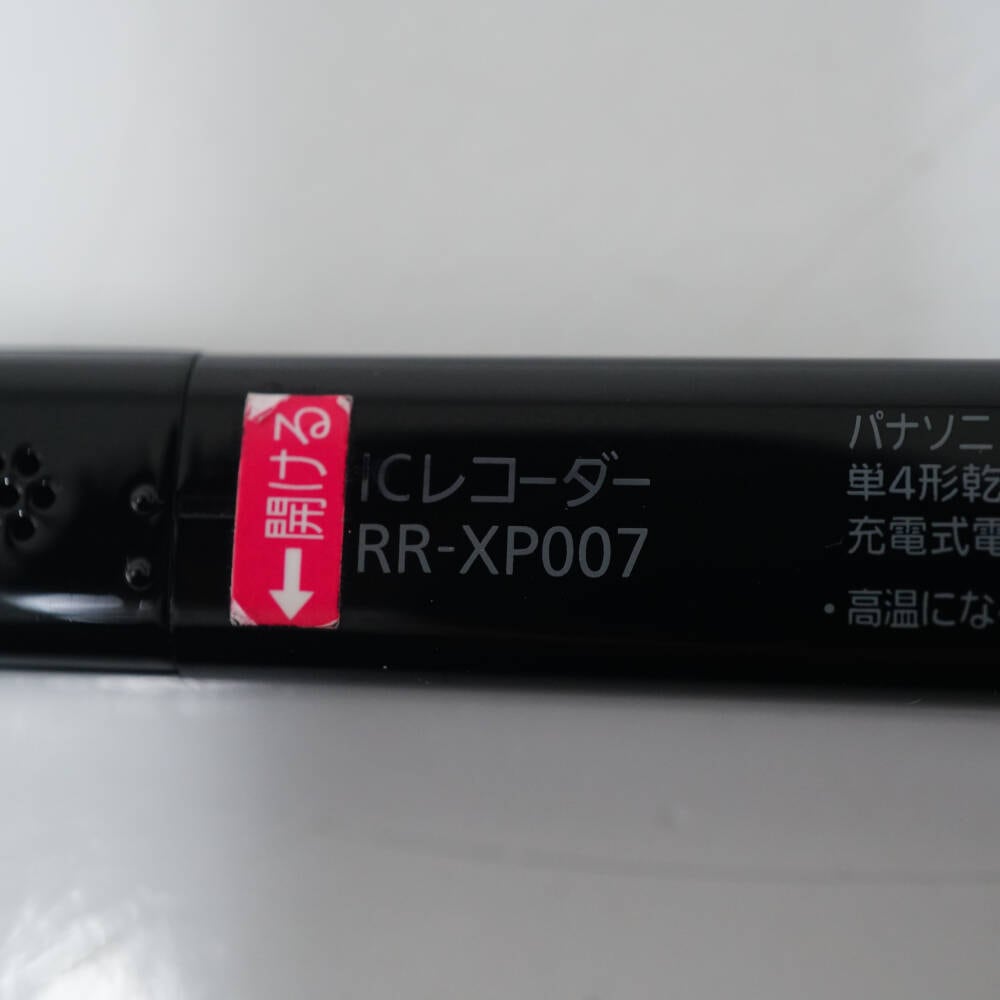 開ける
ICレコーダー
RR-XP007
パナソニ
単4形乾
充電式電
・高温にな